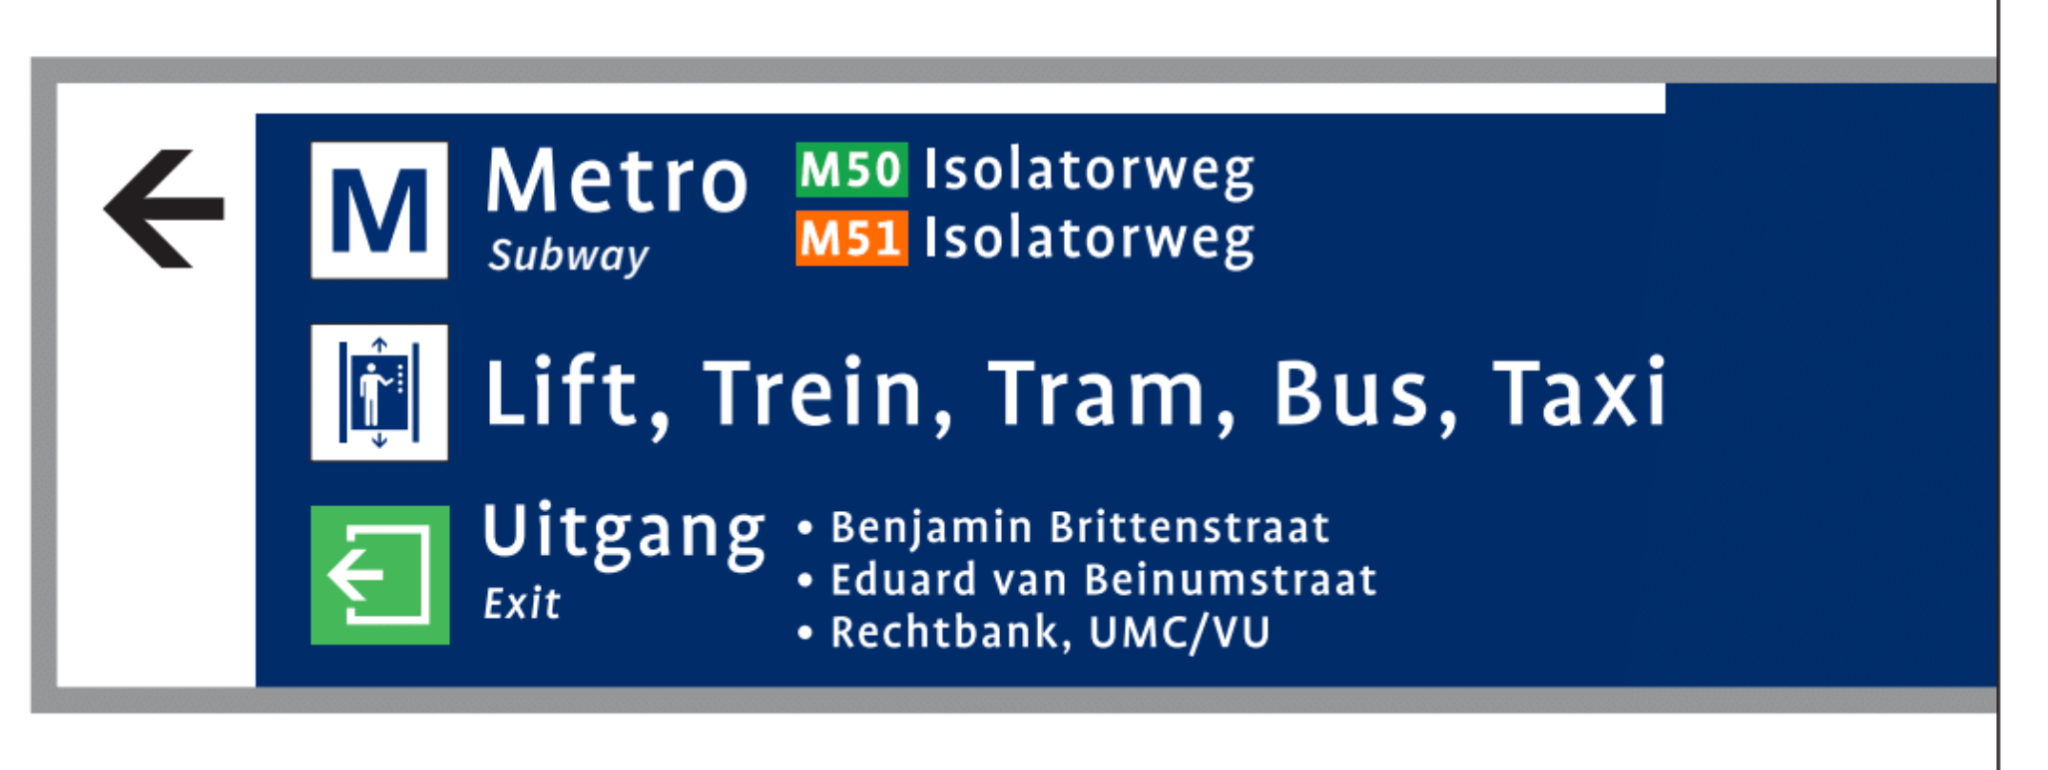 M Metro M50 Isolatorweg
Subway M51 Isolatorweg
Lift, Trein, Tram, Bus, Taxi
Uitgang • Benjamin Brittenstraat
Exit • Eduard van Beinumstraat
• Rechtbank, UMC/VU